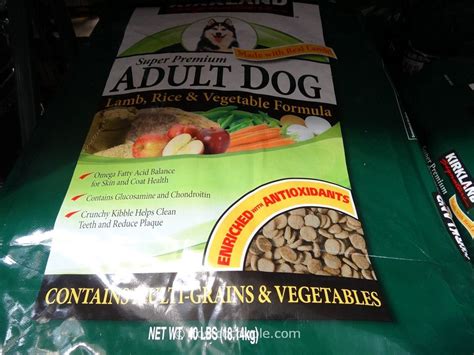 KIRKLAND
Made with Real Lamb
Super Premium
ADULT DOG
Lamb, Rice & Vegetable Formula
✓ Omega Fatty Acid Balance
for Skin and Coat Health
✓ Contains Glucosamine and Chondroitin
✓ Crunchy Kibble Helps Clean
Teeth and Reduce Plaque
ENRICHED WITH ANTIOXIDANTS
CONTAINS MULTI-GRAINS & VEGETABLES
NET WT. 40 LBS (18.14kg)
KIRKLAND
Super Premium